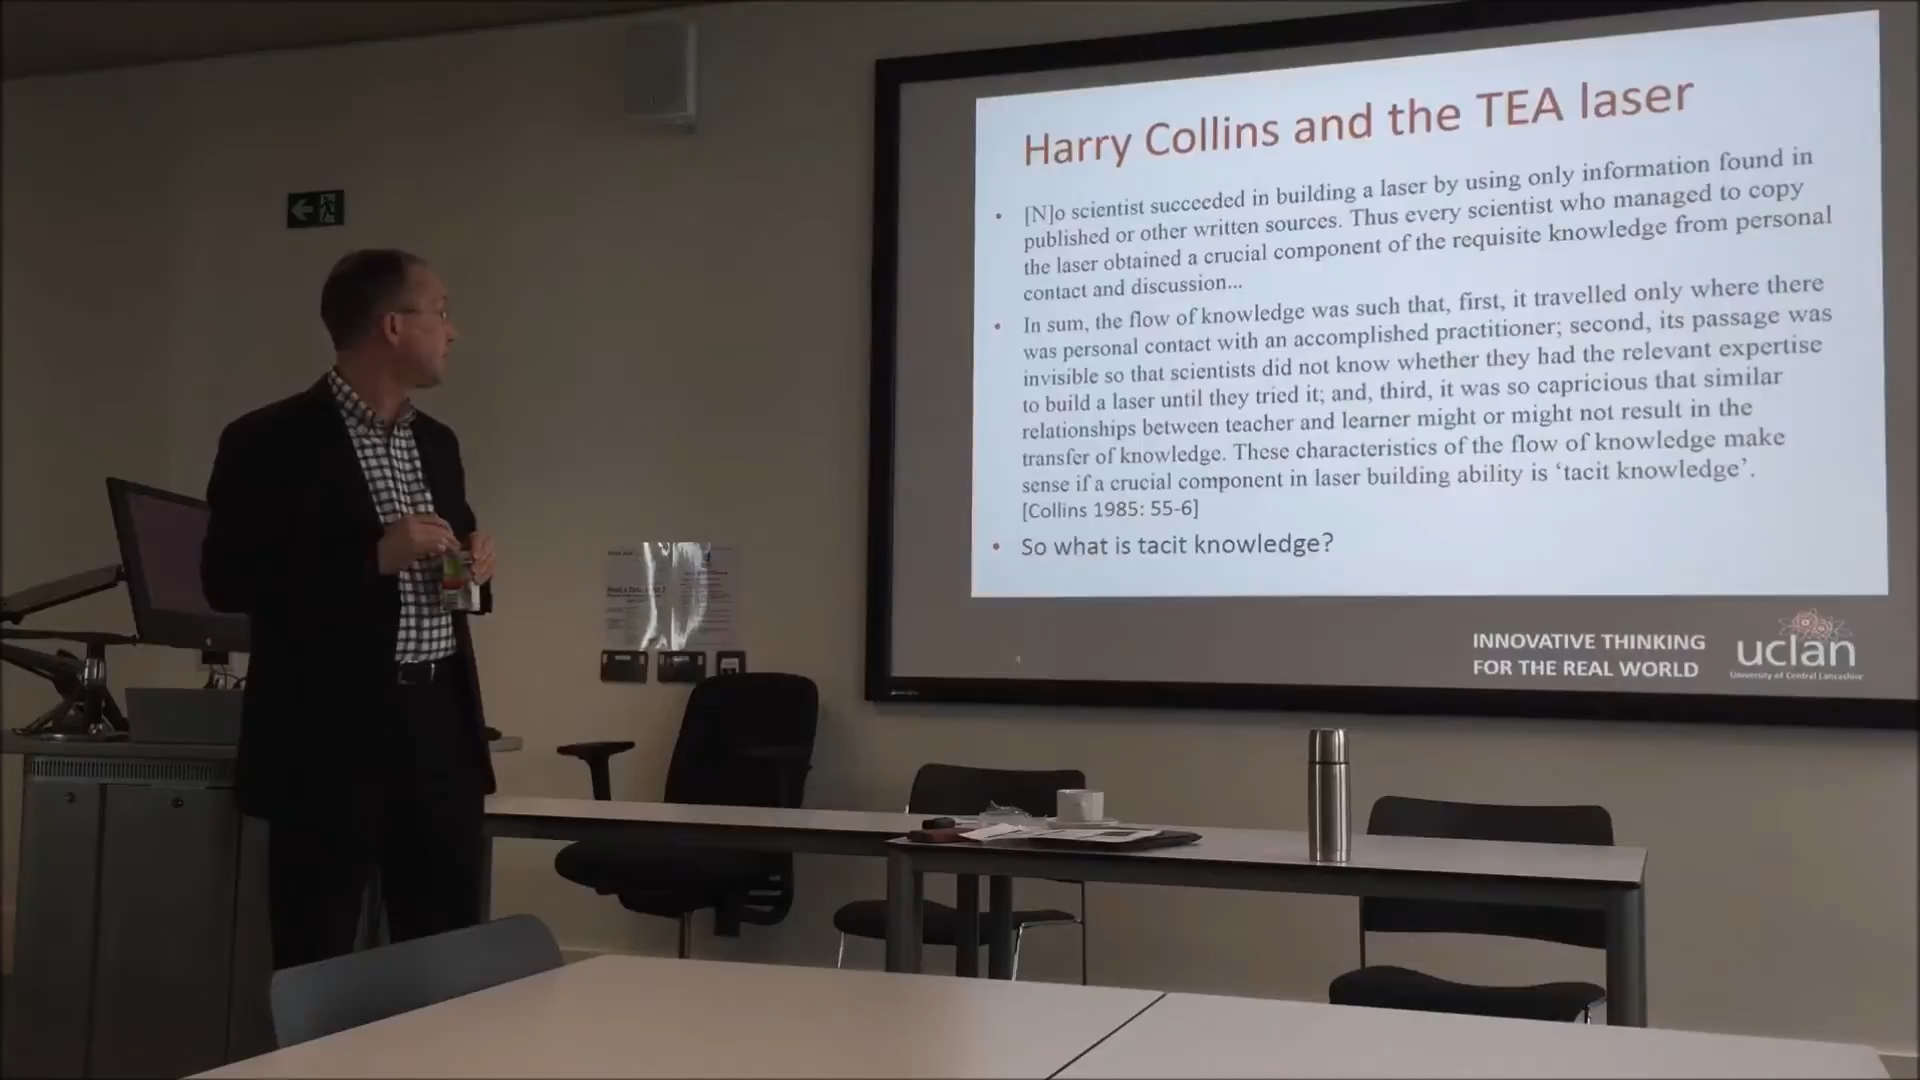 Harry Collins and the TEA laser
• [N]o scientist succeeded in building a laser by using only information found in
published or other written sources. Thus every scientist who managed to copy
the laser obtained a crucial component of the requisite knowledge from personal
contact and discussion...
• In sum, the flow of knowledge was such that, first, it travelled only where there
was personal contact with an accomplished practitioner; second, its passage was
invisible so that scientists did not know whether they had the relevant expertise
to build a laser until they tried it; and, third, it was so capricious that similar
relationships between teacher and learner might or might not result in the
transfer of knowledge. These characteristics of the flow of knowledge make
sense if a crucial component in laser building ability is ‘tacit knowledge’.
[Collins 1985: 55-6]
• So what is tacit knowledge?
INNOVATIVE THINKING
FOR THE REAL WORLD
uclan
University of Central Lancashire